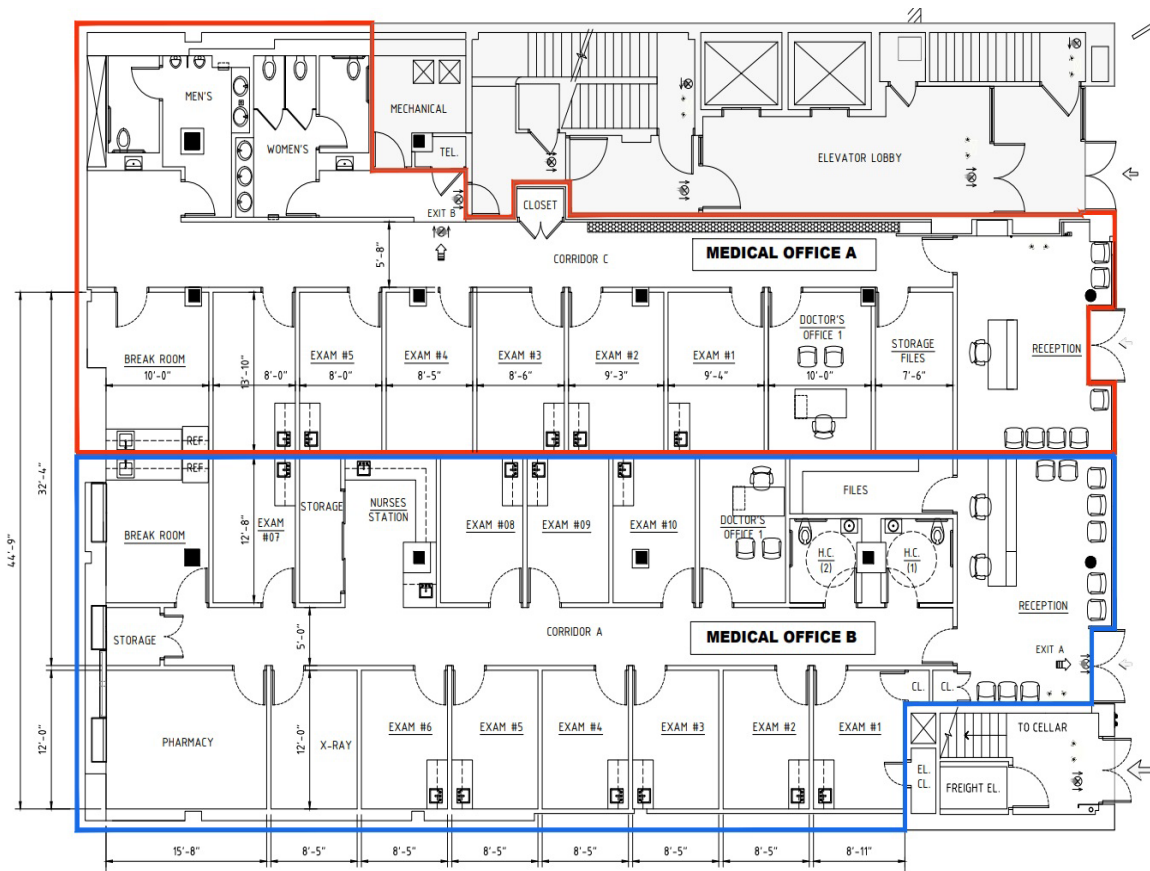 MEN'S
WOMEN'S
MECHANICAL
TEL.
ELEVATOR LOBBY
EXIT B
CLOSET
5'-8"
CORRIDOR C
MEDICAL OFFICE A
BREAK ROOM
10'-0"
13'-10"
8'-0"
EXAM #5
8'-0"
EXAM #4
8'-5"
EXAM #3
8'-6"
EXAM #2
9'-3"
EXAM #1
9'-4"
DOCTOR'S
OFFICE 1
10'-0"
STORAGE
FILES
7'-6"
RECEPTION
REF.
32'-4"
44'-9"
REF.
BREAK ROOM
12'-8"
EXAM
#07
STORAGE
NURSES
STATION
EXAM #08
EXAM #09
EXAM #10
DOCTOR'S
OFFICE 1
FILES
H.C.
(2)
H.C.
(1)
RECEPTION
STORAGE
5'-0"
CORRIDOR A
MEDICAL OFFICE B
EXIT A
12'-0"
PHARMACY
12'-0"
X-RAY
EXAM #6
EXAM #5
EXAM #4
EXAM #3
EXAM #2
EXAM #1
CL.
CL.
TO CELLAR
EL.
CL.
FREIGHT EL.
15'-8"
8'-5"
8'-5"
8'-5"
8'-5"
8'-5"
8'-5"
8'-11"